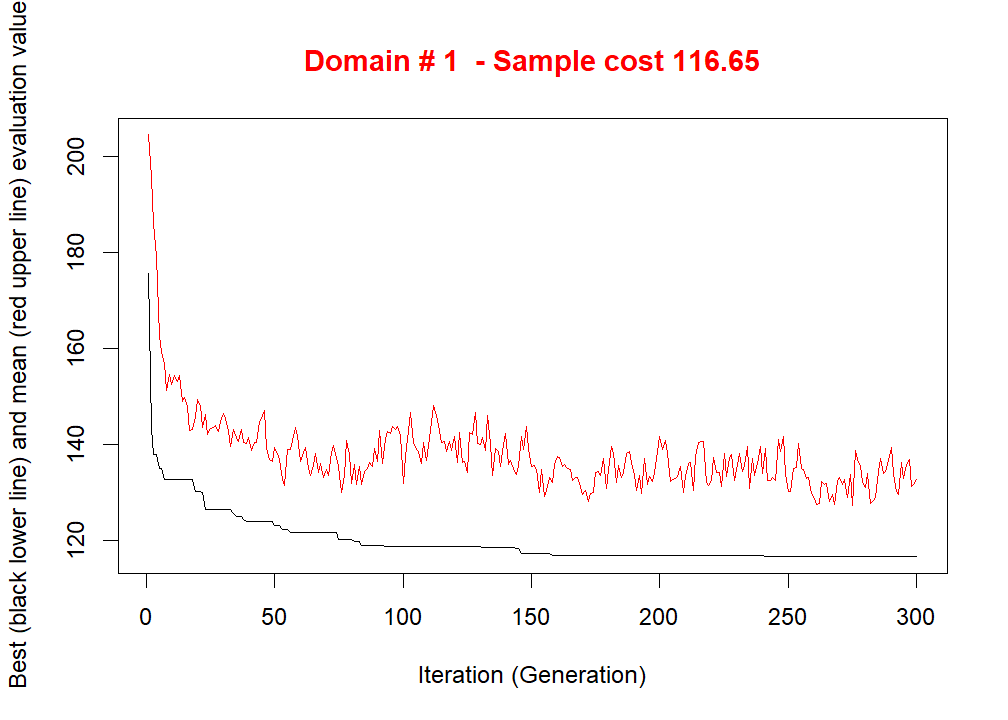 Domain # 1  - Sample cost 116.65
Best (black lower line) and mean (red upper line) evaluation value
200
180
160
140
120
0 50 100 150 200 250 300
Iteration (Generation)